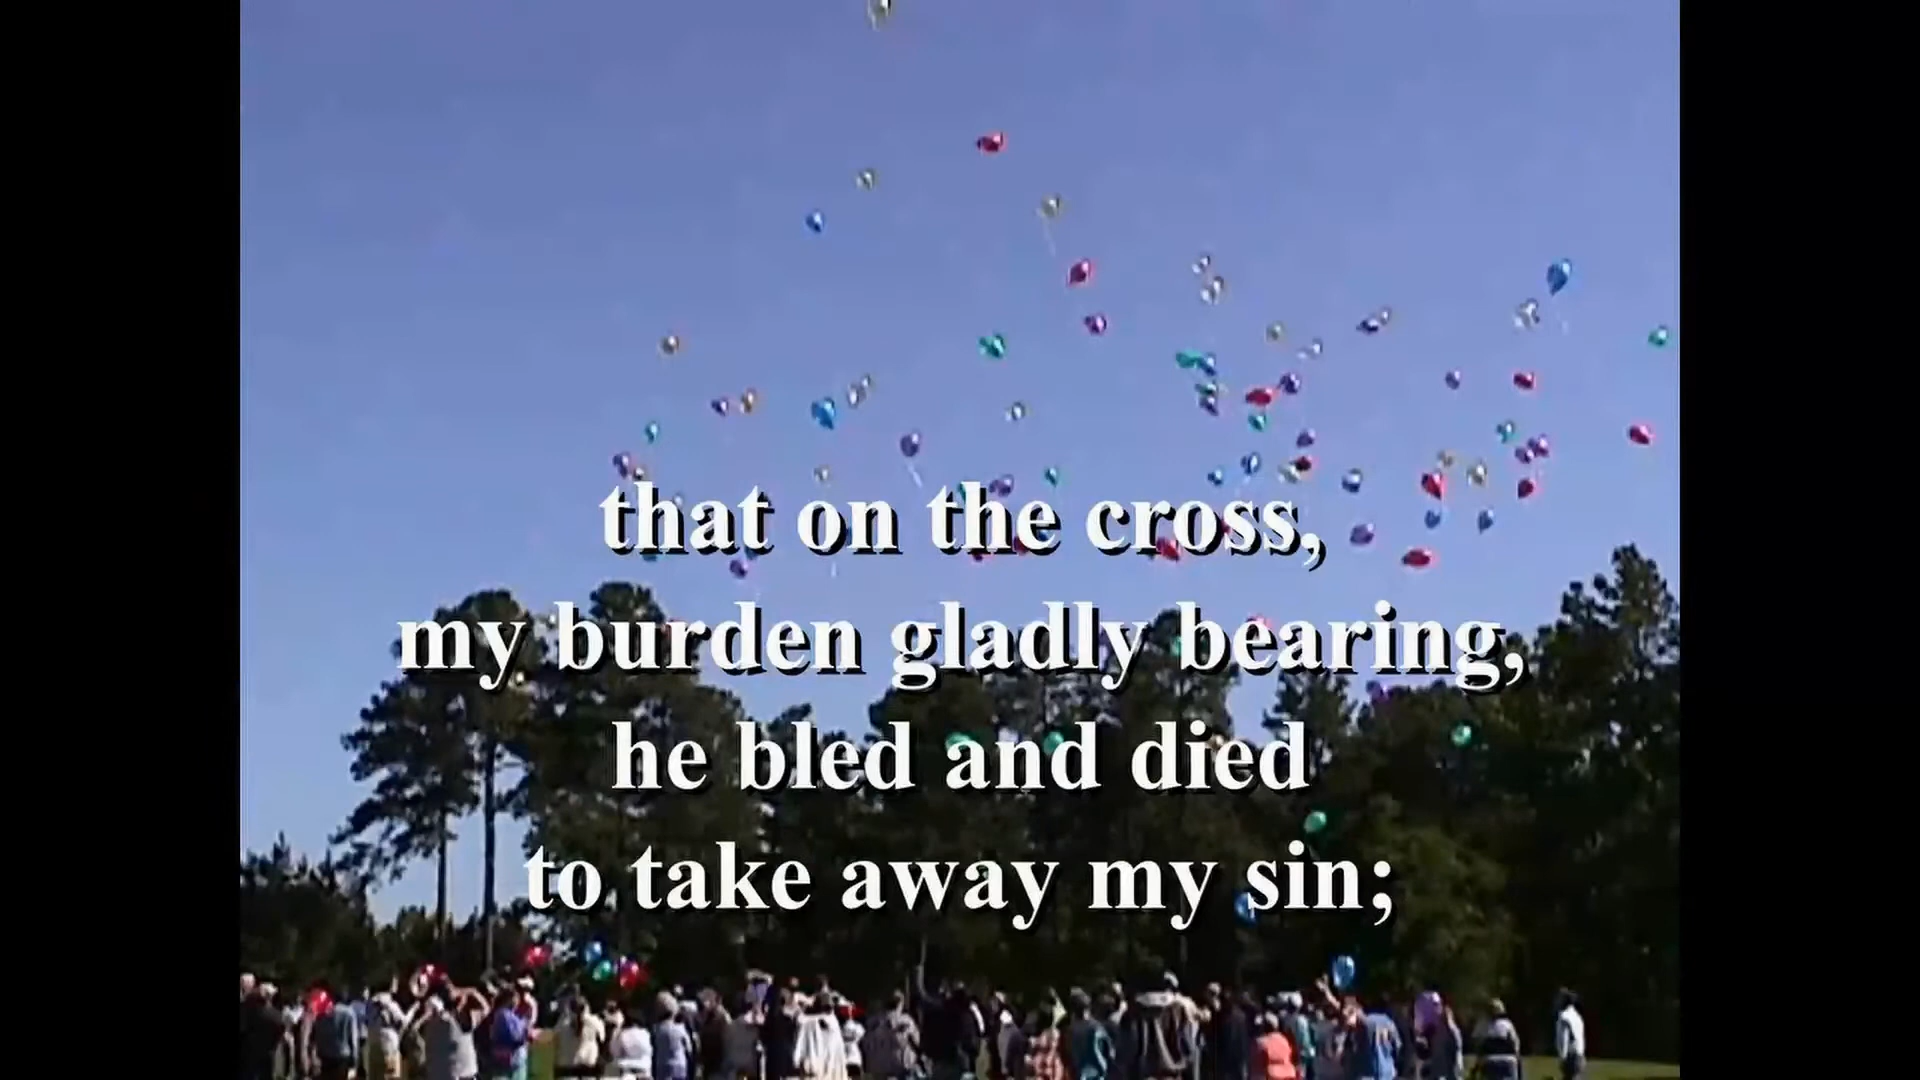 that on the cross,
my burden gladly bearing,
he bled and died
to take away my sin;